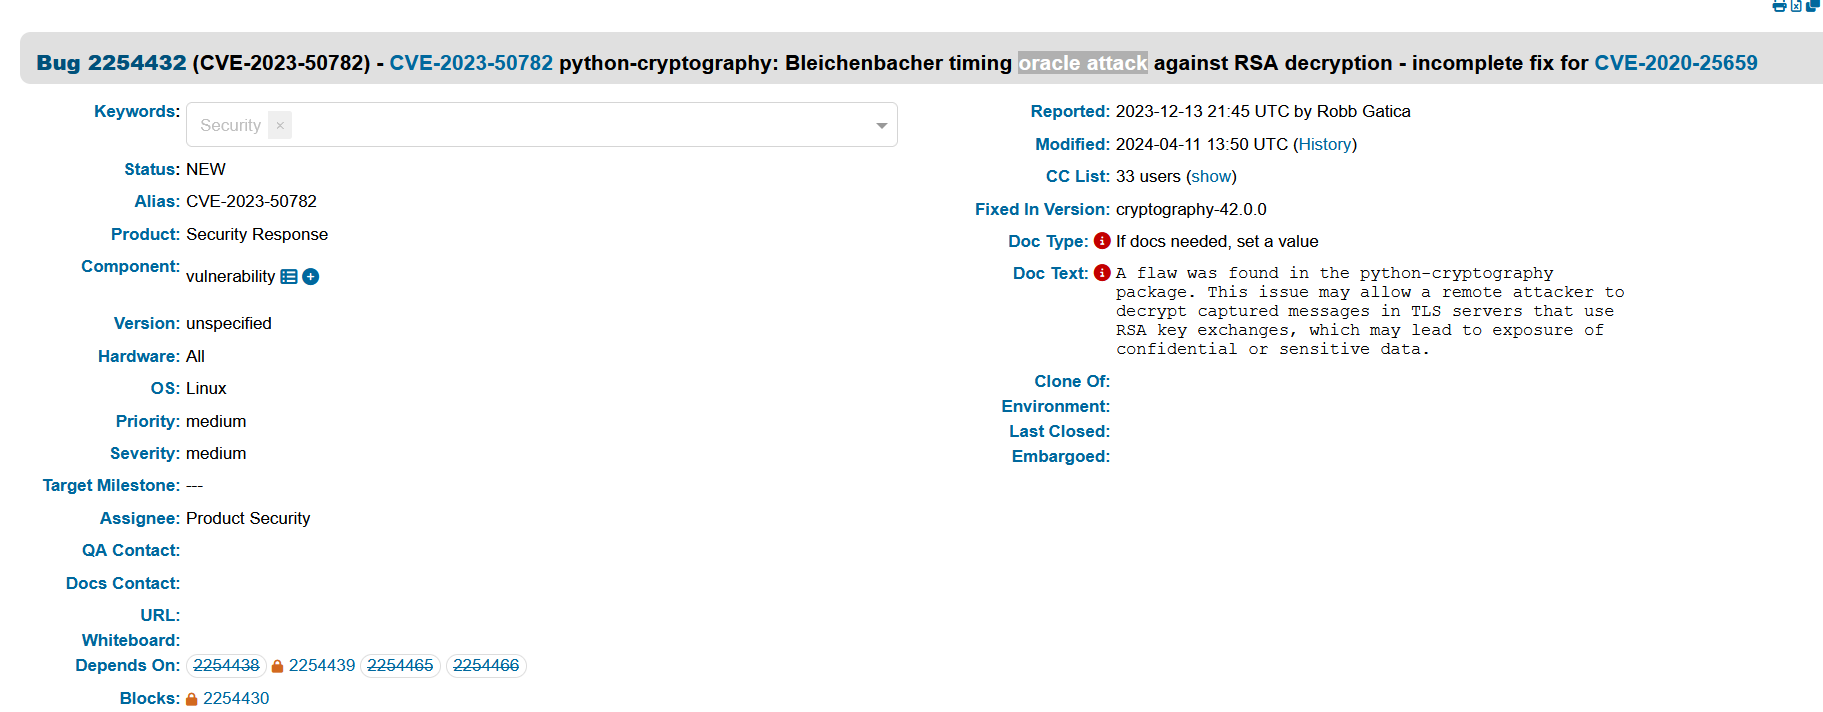 Bug 2254432 (CVE-2023-50782) - CVE-2023-50782 python-cryptography: Bleichenbacher timing oracle attack against RSA decryption - incomplete fix for CVE-2020-25659
Keywords: Security ×
Status: NEW
Alias: CVE-2023-50782
Product: Security Response
Component: vulnerability
Version: unspecified
Hardware: All
OS: Linux
Priority: medium
Severity: medium
Target Milestone: ---
Assignee: Product Security
QA Contact:
Docs Contact:
URL:
Whiteboard:
Depends On: 2254438 2254439 2254465 2254466
Blocks: 2254430
Reported: 2023-12-13 21:45 UTC by Robb Gatica
Modified: 2024-04-11 13:50 UTC (History)
CC List: 33 users (show)
Fixed In Version: cryptography-42.0.0
Doc Type: If docs needed, set a value
Doc Text: A flaw was found in the python-cryptography
package. This issue may allow a remote attacker to
decrypt captured messages in TLS servers that use
RSA key exchanges, which may lead to exposure of
confidential or sensitive data.
Clone Of:
Environment:
Last Closed:
Embargoed: